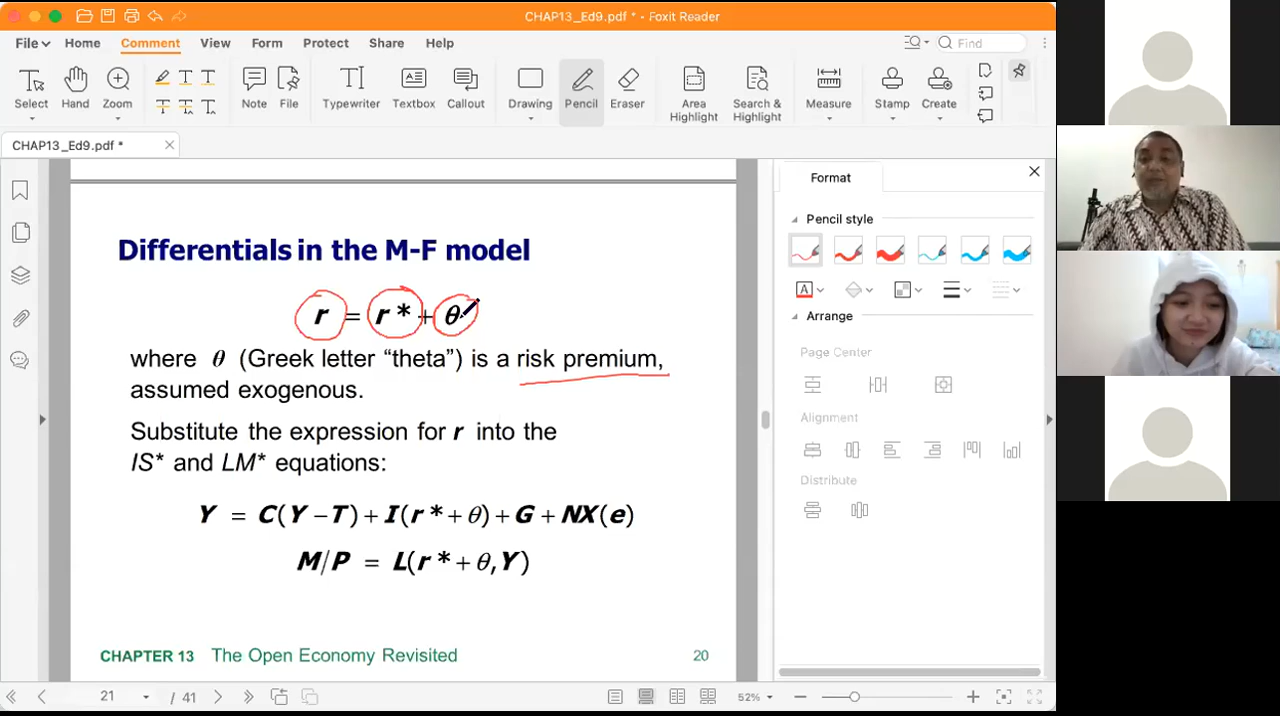 CHAP13_Ed9.pdf * - Foxit Reader
File Home Comment View Form Protect Share Help Find
Select Hand Zoom Note File Typewriter Textbox Callout Drawing Pencil Eraser Area Highlight Search & Highlight Measure Stamp Create
CHAP13_Ed9.pdf *
Format
Pencil style
Arrange
Page Center
Alignment
Distribute
Differentials in the M-F model
r = r* + θ
where θ (Greek letter “theta”) is a risk premium,
assumed exogenous.
Substitute the expression for r into the
IS* and LM* equations:
Y = C(Y − T) + I(r* + θ) + G + NX(e)
M/P = L(r* + θ, Y)
CHAPTER 13 The Open Economy Revisited 20
21 / 41 52%